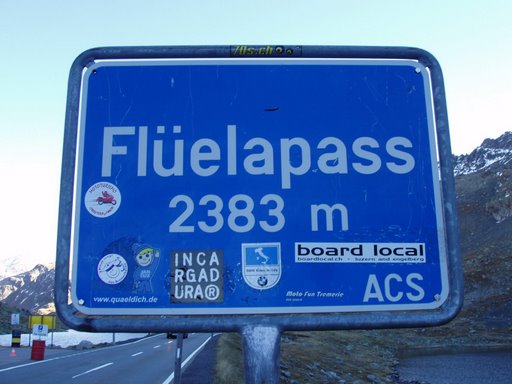 Flüelapass
2383 m
board local
boardlocal.ch - luzern and engelberg
INCA
RGAD
URA®
ACS
Moto Fun Tremerie
www.quaeldich.de